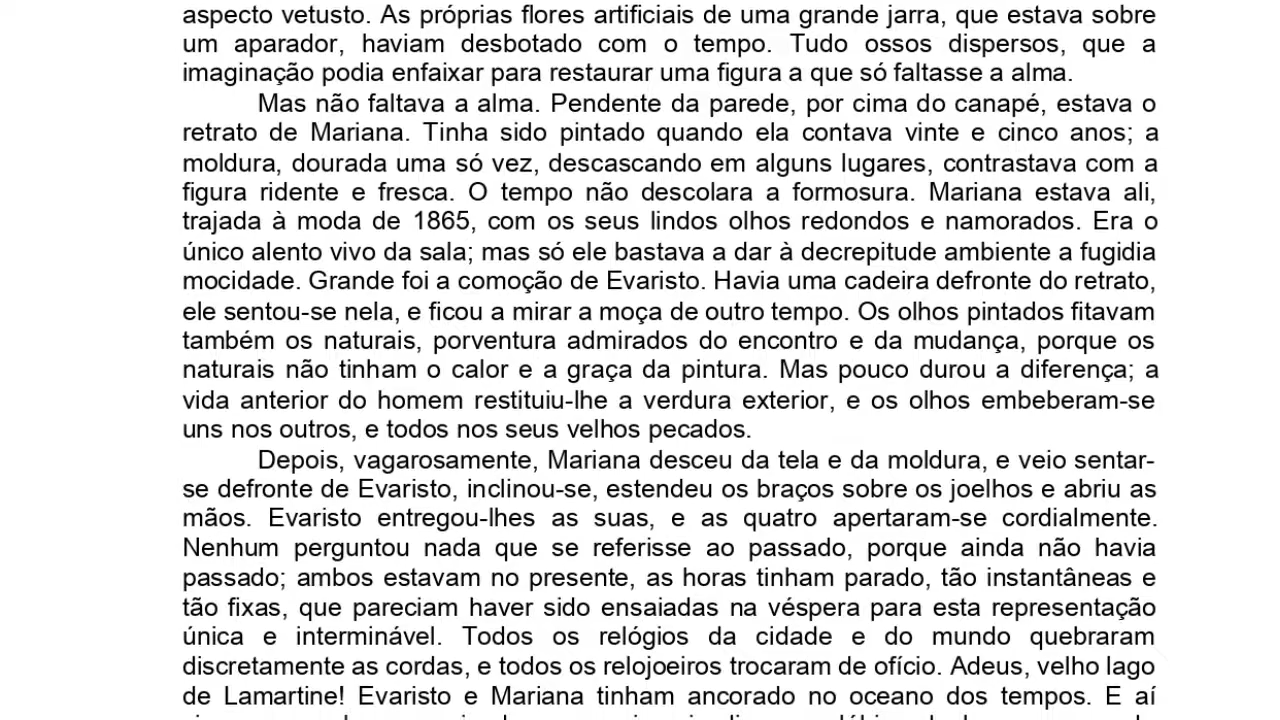 aspecto vetusto. As próprias flores artificiais de uma grande jarra, que estava sobre
um aparador, haviam desbotado com o tempo. Tudo ossos dispersos, que a
imaginação podia enfaixar para restaurar uma figura a que só faltasse a alma.
Mas não faltava a alma. Pendente da parede, por cima do canapé, estava o
retrato de Mariana. Tinha sido pintado quando ela contava vinte e cinco anos; a
moldura, dourada uma só vez, descascando em alguns lugares, contrastava com a
figura ridente e fresca. O tempo não descolara a formosura. Mariana estava ali,
trajada à moda de 1865, com os seus lindos olhos redondos e namorados. Era o
único alento vivo da sala; mas só ele bastava a dar à decrepitude ambiente a fugidia
mocidade. Grande foi a comoção de Evaristo. Havia uma cadeira defronte do retrato,
ele sentou-se nela, e ficou a mirar a moça de outro tempo. Os olhos pintados fitavam
também os naturais, porventura admirados do encontro e da mudança, porque os
naturais não tinham o calor e a graça da pintura. Mas pouco durou a diferença; a
vida anterior do homem restituiu-lhe a verdura exterior, e os olhos embeberam-se
uns nos outros, e todos nos seus velhos pecados.
Depois, vagarosamente, Mariana desceu da tela e da moldura, e veio sentar-
se defronte de Evaristo, inclinou-se, estendeu os braços sobre os joelhos e abriu as
mãos. Evaristo entregou-lhes as suas, e as quatro apertaram-se cordialmente.
Nenhum perguntou nada que se referisse ao passado, porque ainda não havia
passado; ambos estavam no presente, as horas tinham parado, tão instantâneas e
tão fixas, que pareciam haver sido ensaiadas na véspera para esta representação
única e interminável. Todos os relógios da cidade e do mundo quebraram
discretamente as cordas, e todos os relojoeiros trocaram de ofício. Adeus, velho lago
de Lamartine! Evaristo e Mariana tinham ancorado no oceano dos tempos. E aí